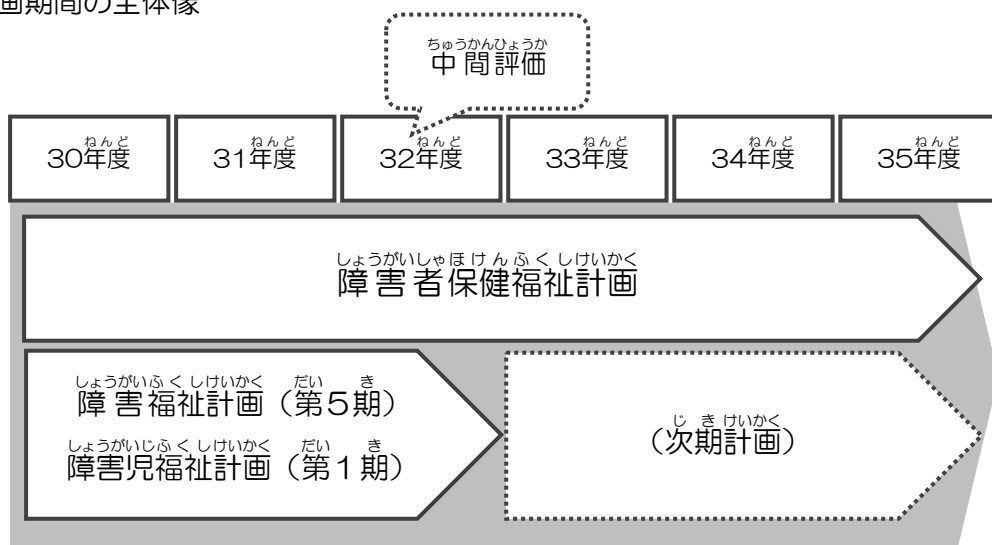 画期間の全体像
ちゅうかんひょうか
中間評価
ねんど ねんど ねんど ねんど ねんど ねんど
30年度 31年度 32年度 33年度 34年度 35年度
しょうがいしゃほけんふくしけいかく
障害者保健福祉計画
しょうがいふくしけいかく だい き
障害福祉計画（第5期）
しょうがいじふくしけいかく だい き
障害児福祉計画（第1期）
じきけいかく
（次期計画）